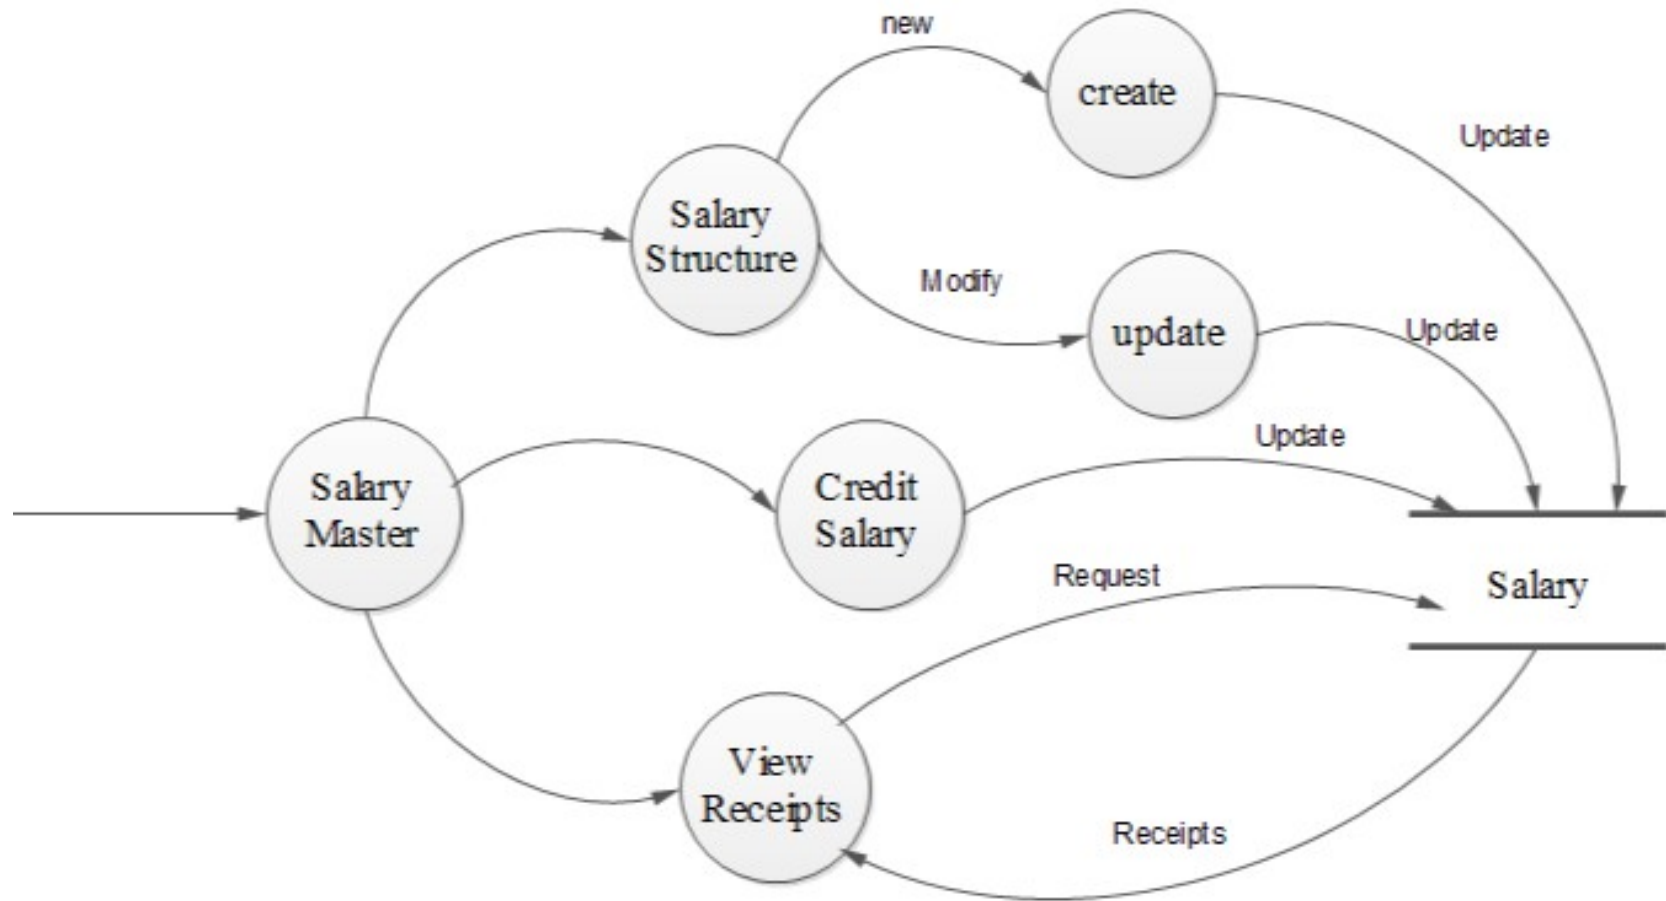 new
create
Update
Salary
Structure
Modify
update
Update
Update
Salary
Master
Credit
Salary
Request
Salary
View
Receipts
Receipts